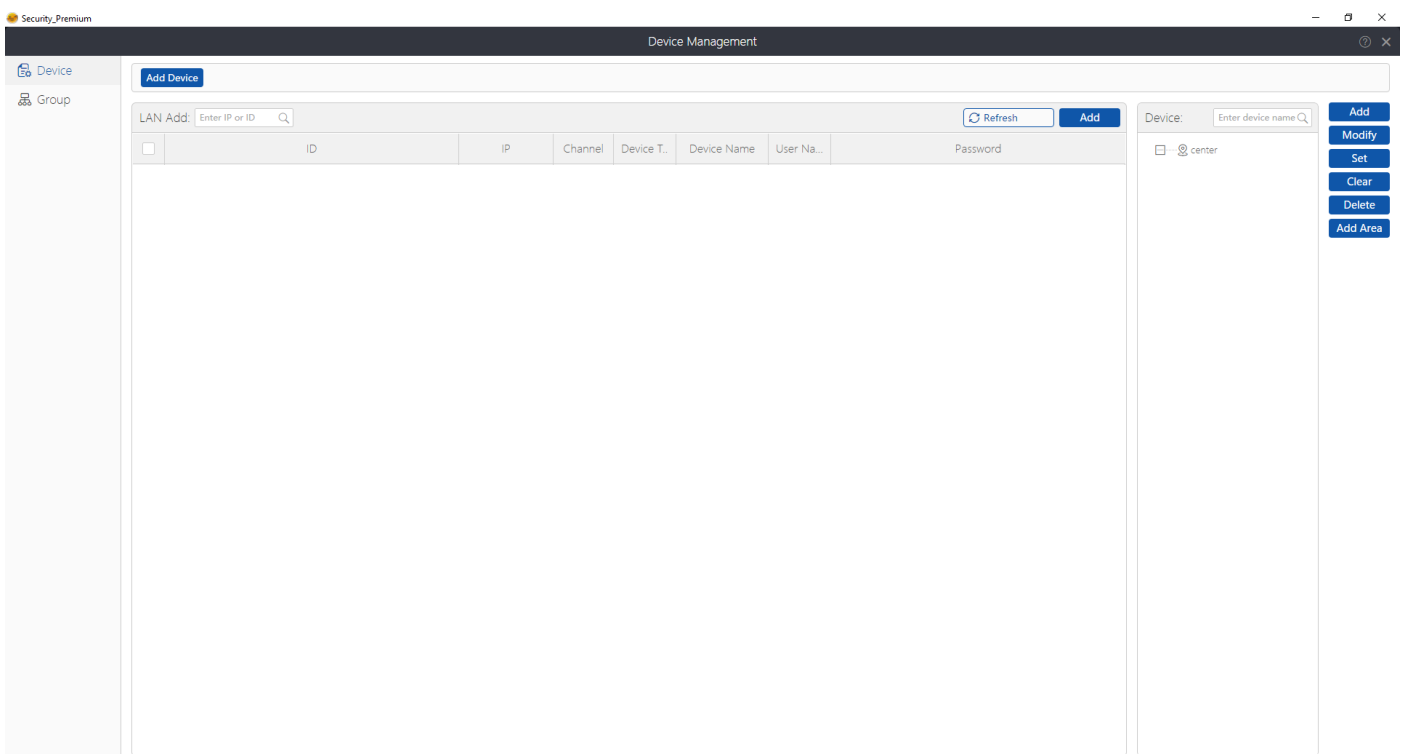 Security_Premium
Device Management
Device
Group
Add Device
LAN Add: Enter IP or ID Refresh Add
ID IP Channel Device T.. Device Name User Na... Password
Device: Enter device name
center
Add
Modify
Set
Clear
Delete
Add Area